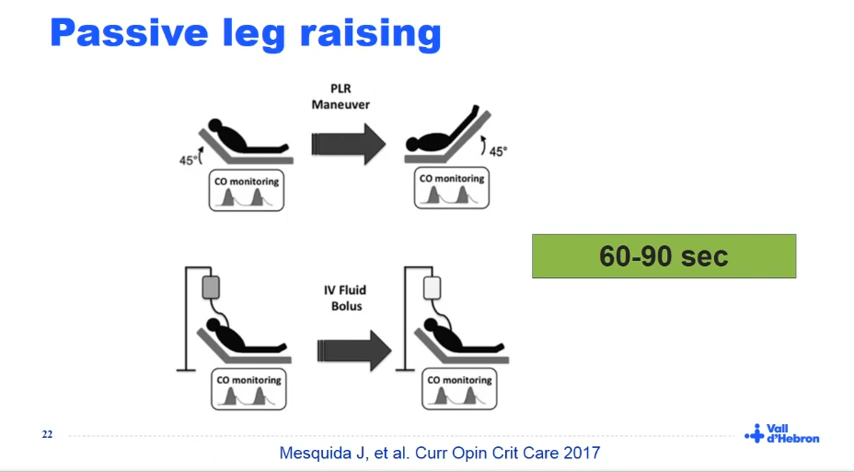 Passive leg raising
PLR
Maneuver
45°
45°
CO monitoring
CO monitoring
60-90 sec
IV Fluid
Bolus
CO monitoring
CO monitoring
22
Vall
d'Hebron
Mesquida J, et al. Curr Opin Crit Care 2017